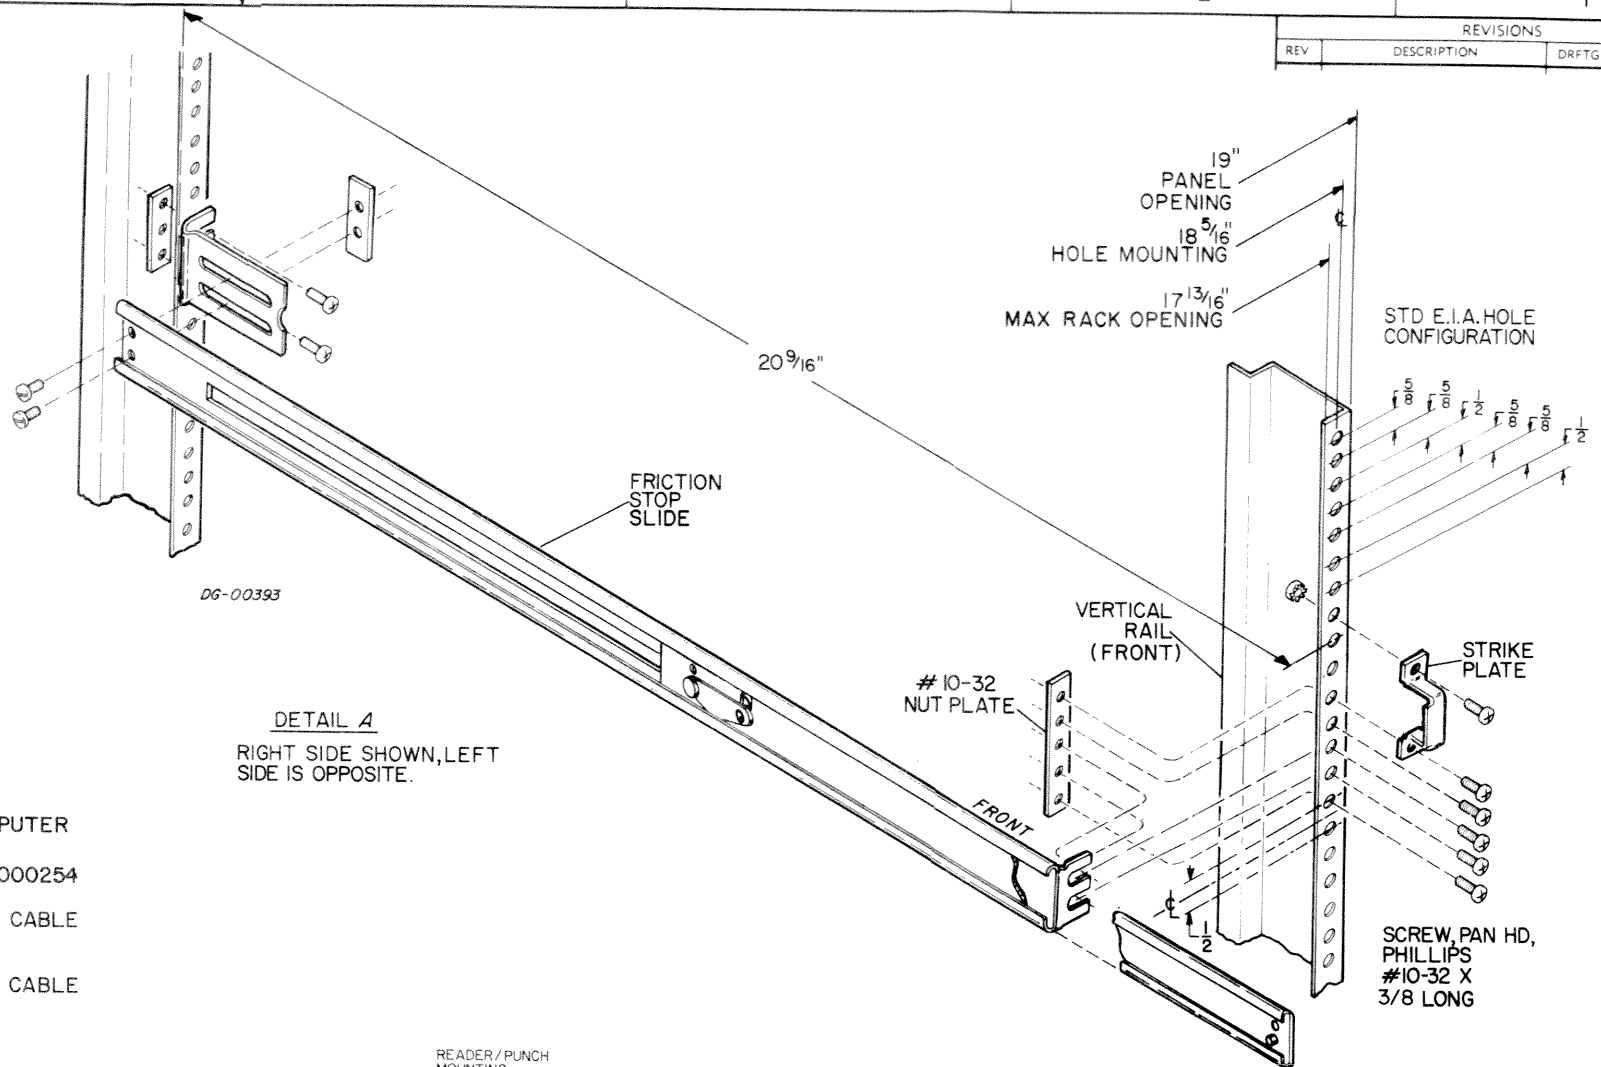 REVISIONS
REV DESCRIPTION DRFTG
19"
PANEL
OPENING
18 5/16"
HOLE MOUNTING
17 13/16"
MAX RACK OPENING
℄
STD E.I.A. HOLE
CONFIGURATION
5/8 5/8 1/2 5/8 5/8 1/2
20 9/16"
FRICTION
STOP
SLIDE
DG-00393
VERTICAL
RAIL
(FRONT)
STRIKE
PLATE
#10-32
NUT PLATE
DETAIL A
RIGHT SIDE SHOWN, LEFT
SIDE IS OPPOSITE.
FRONT
℄
1/2
SCREW, PAN HD,
PHILLIPS
#10-32 X
3/8 LONG
PUTER
000254
CABLE
CABLE
READER/PUNCH
MOUNTING